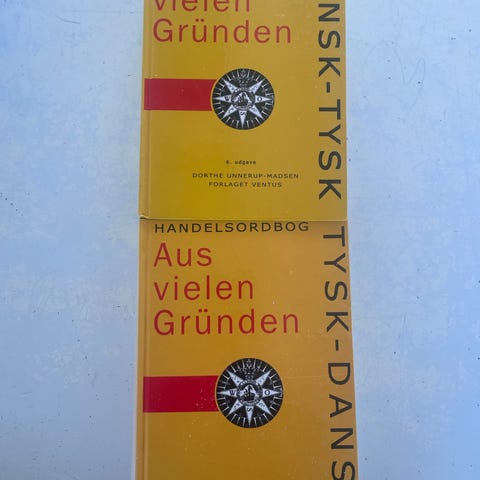 vielen
Gründen
NSK-TYSK
6. udgave
DORTHE UNNERUP-MADSEN
FORLAGET VENTUS
HANDELSORDBOG
Aus
vielen
Gründen
TYSK-DANS